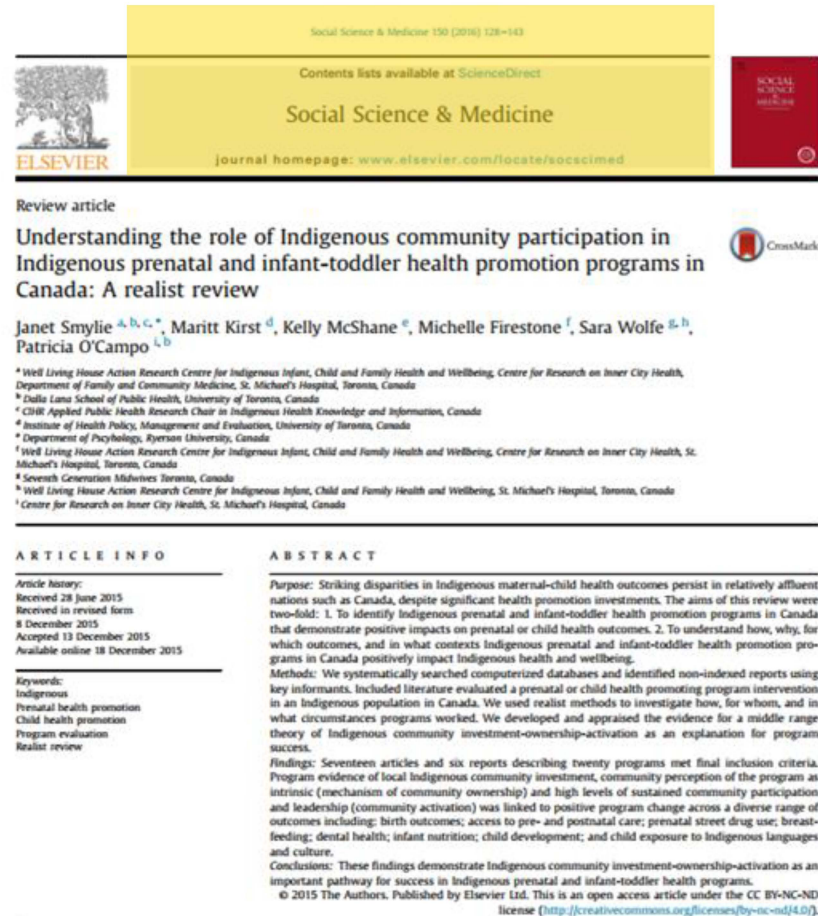 Social Science & Medicine 150 (2016) 128–143
Contents lists available at ScienceDirect
Social Science & Medicine
journal homepage: www.elsevier.com/locate/socscimed
ELSEVIER
SOCIAL
SCIENCE
&
MEDICINE
Review article
Understanding the role of Indigenous community participation in
Indigenous prenatal and infant-toddler health promotion programs in
Canada: A realist review
CrossMark
Janet Smylie a, b, c, *, Maritt Kirst d, Kelly McShane e, Michelle Firestone f, Sara Wolfe g, h,
Patricia O'Campo i, b
a Well Living House Action Research Centre for Indigenous Infant, Child and Family Health and Wellbeing, Centre for Research on Inner City Health,
Department of Family and Community Medicine, St. Michael's Hospital, Toronto, Canada
b Dalla Lana School of Public Health, University of Toronto, Canada
c CIHR Applied Public Health Research Chair in Indigenous Health Knowledge and Information, Canada
d Institute of Health Policy, Management and Evaluation, University of Toronto, Canada
e Department of Pscyhology, Ryerson University, Canada
f Well Living House Action Research Centre for Indigenous Infant, Child and Family Health and Wellbeing, Centre for Research on Inner City Health, St.
Michael's Hospital, Toronto, Canada
g Seventh Generation Midwives Toronto, Canada
h Well Living House Action Research Centre for Indigneous Infant, Child and Family Health and Wellbeing, St. Michael's Hospital, Toronto, Canada
i Centre for Research on Inner City Health, St. Michael's Hospital, Canada
ARTICLE INFO
Article history:
Received 28 June 2015
Received in revised form
8 December 2015
Accepted 13 December 2015
Available online 18 December 2015
Keywords:
Indigenous
Prenatal health promotion
Child health promotion
Program evaluation
Realist review
ABSTRACT
Purpose: Striking disparities in Indigenous maternal-child health outcomes persist in relatively affluent
nations such as Canada, despite significant health promotion investments. The aims of this review were
two-fold: 1. To identify Indigenous prenatal and infant-toddler health promotion programs in Canada
that demonstrate positive impacts on prenatal or child health outcomes. 2. To understand how, why, for
which outcomes, and in what contexts Indigenous prenatal and infant-toddler health promotion pro-
grams in Canada positively impact Indigenous health and wellbeing.
Methods: We systematically searched computerized databases and identified non-indexed reports using
key informants. Included literature evaluated a prenatal or child health promoting program intervention
in an Indigenous population in Canada. We used realist methods to investigate how, for whom, and in
what circumstances programs worked. We developed and appraised the evidence for a middle range
theory of Indigenous community investment-ownership-activation as an explanation for program
success.
Findings: Seventeen articles and six reports describing twenty programs met final inclusion criteria.
Program evidence of local Indigenous community investment, community perception of the program as
intrinsic (mechanism of community ownership) and high levels of sustained community participation
and leadership (community activation) was linked to positive program change across a diverse range of
outcomes including: birth outcomes; access to pre- and postnatal care; prenatal street drug use; breast-
feeding; dental health; infant nutrition; child development; and child exposure to Indigenous languages
and culture.
Conclusions: These findings demonstrate Indigenous community investment-ownership-activation as an
important pathway for success in Indigenous prenatal and infant-toddler health programs.
© 2015 The Authors. Published by Elsevier Ltd. This is an open access article under the CC BY-NC-ND
license (http://creativecommons.org/licenses/by-nc-nd/4.0/).